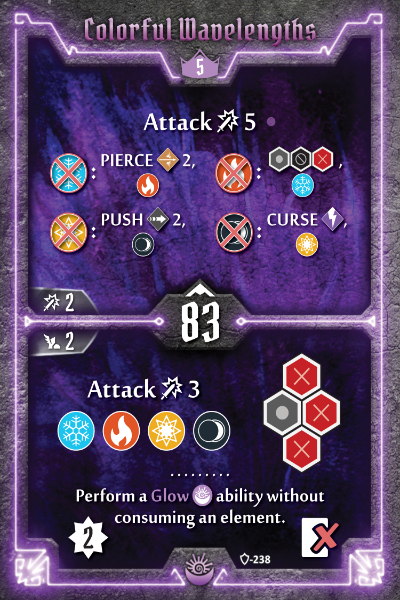 Colorful Wavelengths
5
Attack 5
: PIERCE 2,
: ,
: PUSH 2,
: CURSE ,
2
83
2
Attack 3
Perform a Glow ability without
consuming an element.
2
-238